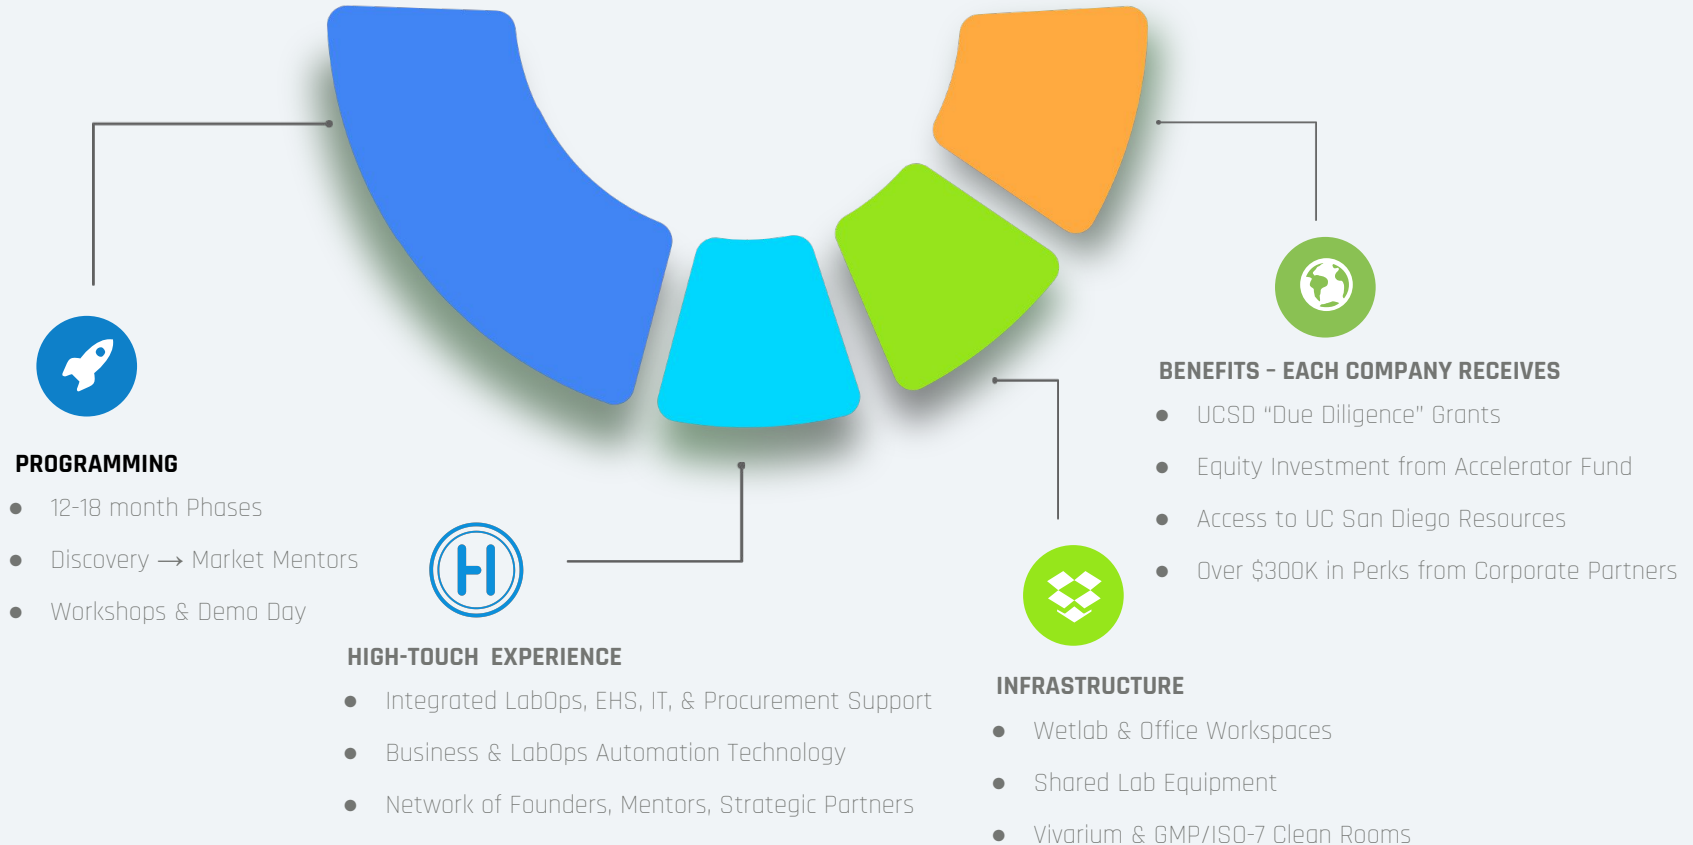 PROGRAMMING
● 12-18 month Phases
● Discovery → Market Mentors
● Workshops & Demo Day
H
HIGH-TOUCH EXPERIENCE
● Integrated LabOps, EHS, IT, & Procurement Support
● Business & LabOps Automation Technology
● Network of Founders, Mentors, Strategic Partners
INFRASTRUCTURE
● Wetlab & Office Workspaces
● Shared Lab Equipment
● Vivarium & GMP/ISO-7 Clean Rooms
BENEFITS – EACH COMPANY RECEIVES
● UCSD “Due Diligence” Grants
● Equity Investment from Accelerator Fund
● Access to UC San Diego Resources
● Over $300K in Perks from Corporate Partners